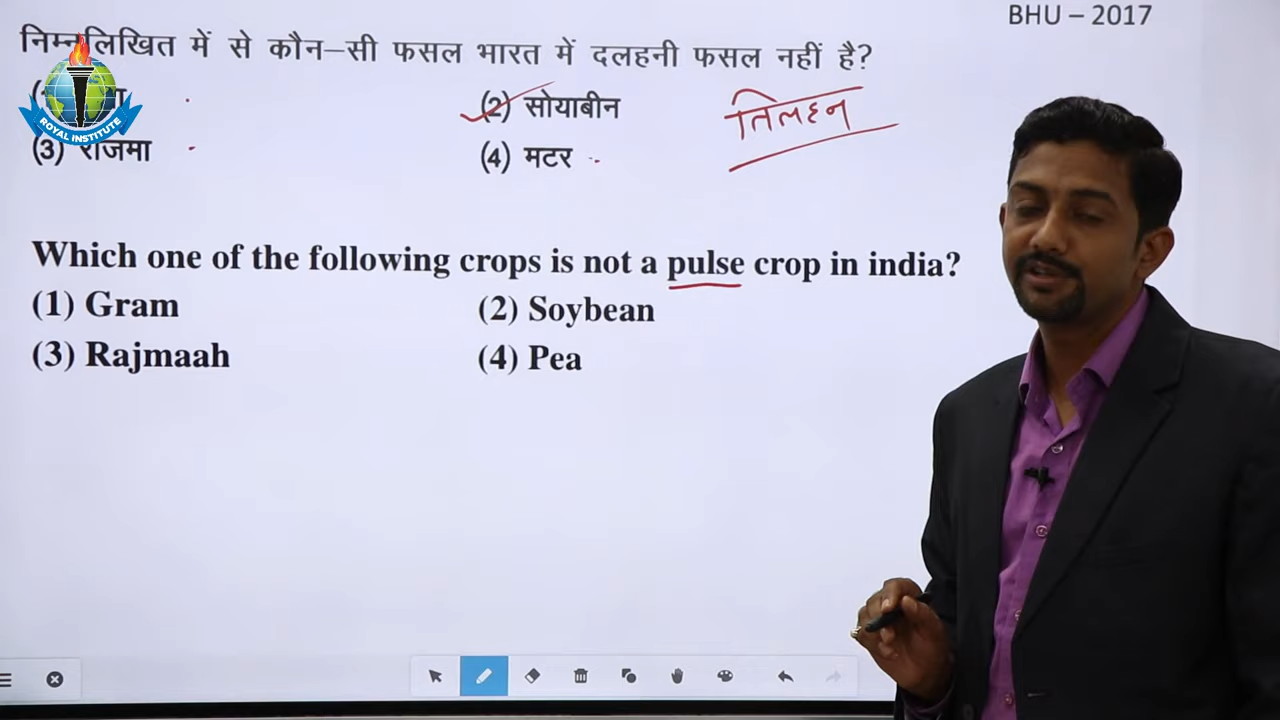 BHU – 2017
निम्नलिखित में से कौन–सी फसल भारत में दलहनी फसल नहीं है?
(2) सोयाबीन
तिलहन
(3) राजमा
(4) मटर
ROYAL INSTITUTE
Which one of the following crops is not a pulse crop in india?
(1) Gram
(2) Soybean
(3) Rajmaah
(4) Pea